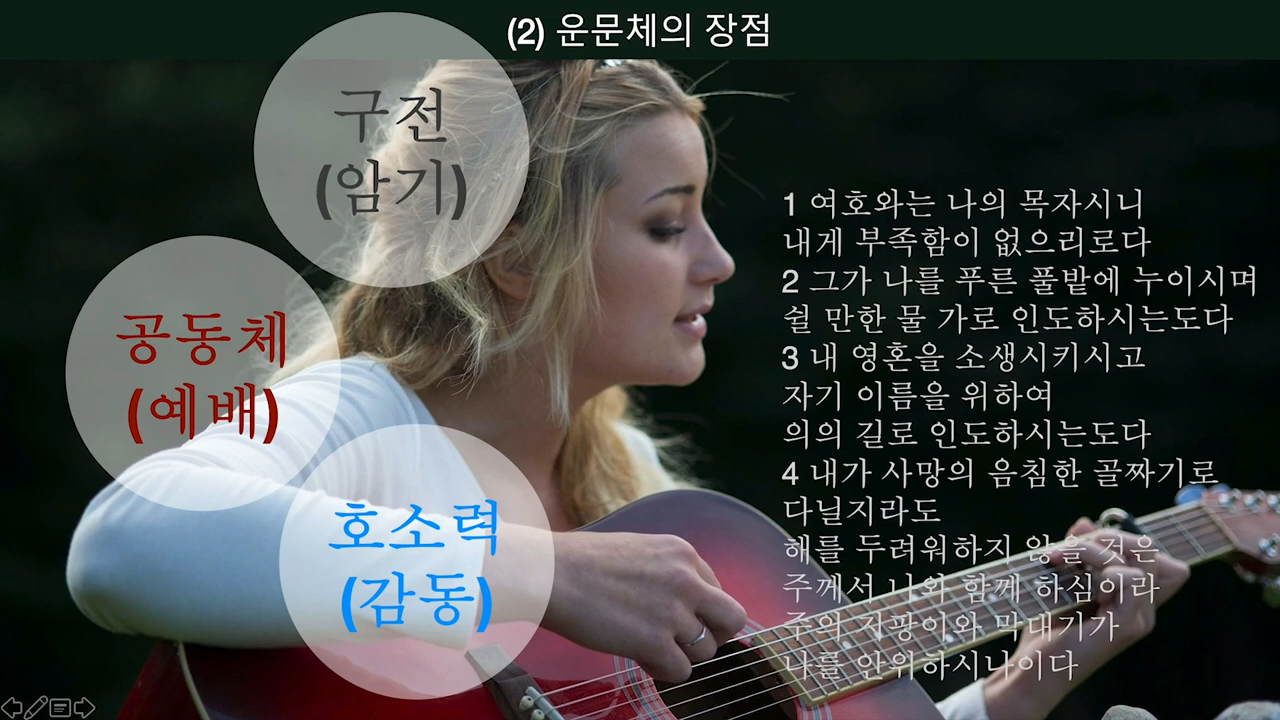 (2) 운문체의 장점
구전
(암기)
공동체
(예배)
호소력
(감동)
1 여호와는 나의 목자시니
내게 부족함이 없으리로다
2 그가 나를 푸른 풀밭에 누이시며
쉴 만한 물 가로 인도하시는도다
3 내 영혼을 소생시키시고
자기 이름을 위하여
의의 길로 인도하시는도다
4 내가 사망의 음침한 골짜기로
다닐지라도
해를 두려워하지 않을 것은
주께서 나와 함께 하심이라
주의 지팡이와 막대기가
나를 안위하시나이다